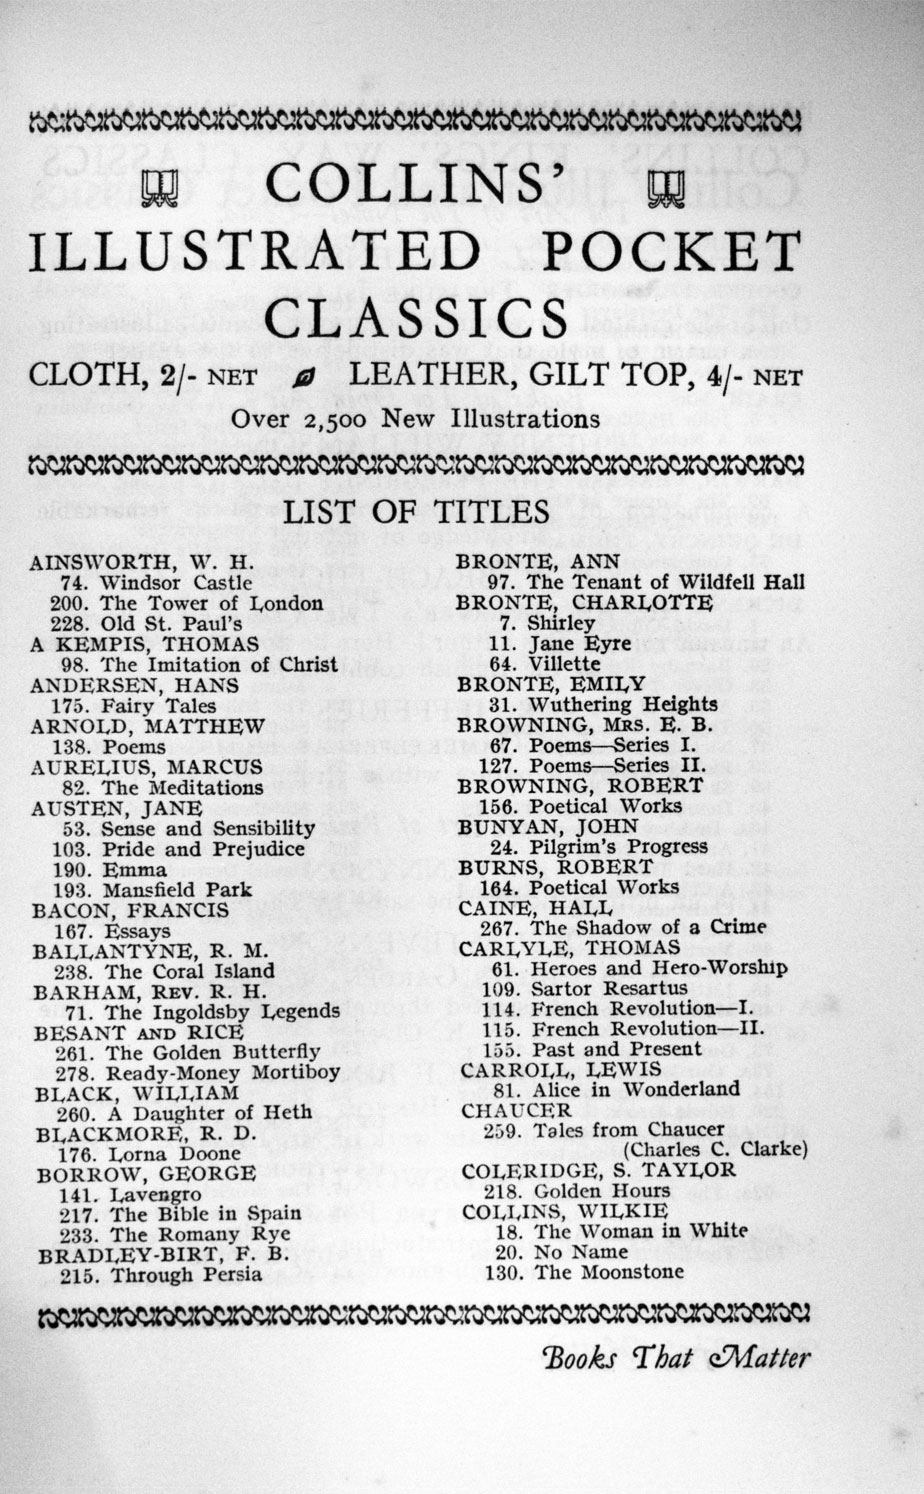 COLLINS'
ILLUSTRATED POCKET
CLASSICS
CLOTH, 2/- NET LEATHER, GILT TOP, 4/- NET
Over 2,500 New Illustrations
LIST OF TITLES
AINSWORTH, W. H.
74. Windsor Castle
200. The Tower of London
228. Old St. Paul's
A KEMPIS, THOMAS
98. The Imitation of Christ
ANDERSEN, HANS
175. Fairy Tales
ARNOLD, MATTHEW
138. Poems
AURELIUS, MARCUS
82. The Meditations
AUSTEN, JANE
53. Sense and Sensibility
103. Pride and Prejudice
190. Emma
193. Mansfield Park
BACON, FRANCIS
167. Essays
BALLANTYNE, R. M.
238. The Coral Island
BARHAM, REV. R. H.
71. The Ingoldsby Legends
BESANT AND RICE
261. The Golden Butterfly
278. Ready-Money Mortiboy
BLACK, WILLIAM
260. A Daughter of Heth
BLACKMORE, R. D.
176. Lorna Doone
BORROW, GEORGE
141. Lavengro
217. The Bible in Spain
233. The Romany Rye
BRADLEY-BIRT, F. B.
215. Through Persia
BRONTE, ANN
97. The Tenant of Wildfell Hall
BRONTE, CHARLOTTE
7. Shirley
11. Jane Eyre
64. Villette
BRONTE, EMILY
31. Wuthering Heights
BROWNING, MRS. E. B.
67. Poems—Series I.
127. Poems—Series II.
BROWNING, ROBERT
156. Poetical Works
BUNYAN, JOHN
24. Pilgrim's Progress
BURNS, ROBERT
164. Poetical Works
CAINE, HALL
267. The Shadow of a Crime
CARLYLE, THOMAS
61. Heroes and Hero-Worship
109. Sartor Resartus
114. French Revolution—I.
115. French Revolution—II.
155. Past and Present
CARROLL, LEWIS
81. Alice in Wonderland
CHAUCER
259. Tales from Chaucer
(Charles C. Clarke)
COLERIDGE, S. TAYLOR
218. Golden Hours
COLLINS, WILKIE
18. The Woman in White
20. No Name
130. The Moonstone
Books That Matter